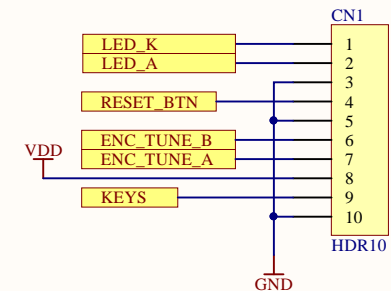 CN1
LED_K 1
LED_A 2
3
RESET_BTN 4
5
ENC_TUNE_B 6
ENC_TUNE_A 7
VDD 8
KEYS 9
10
HDR10
GND